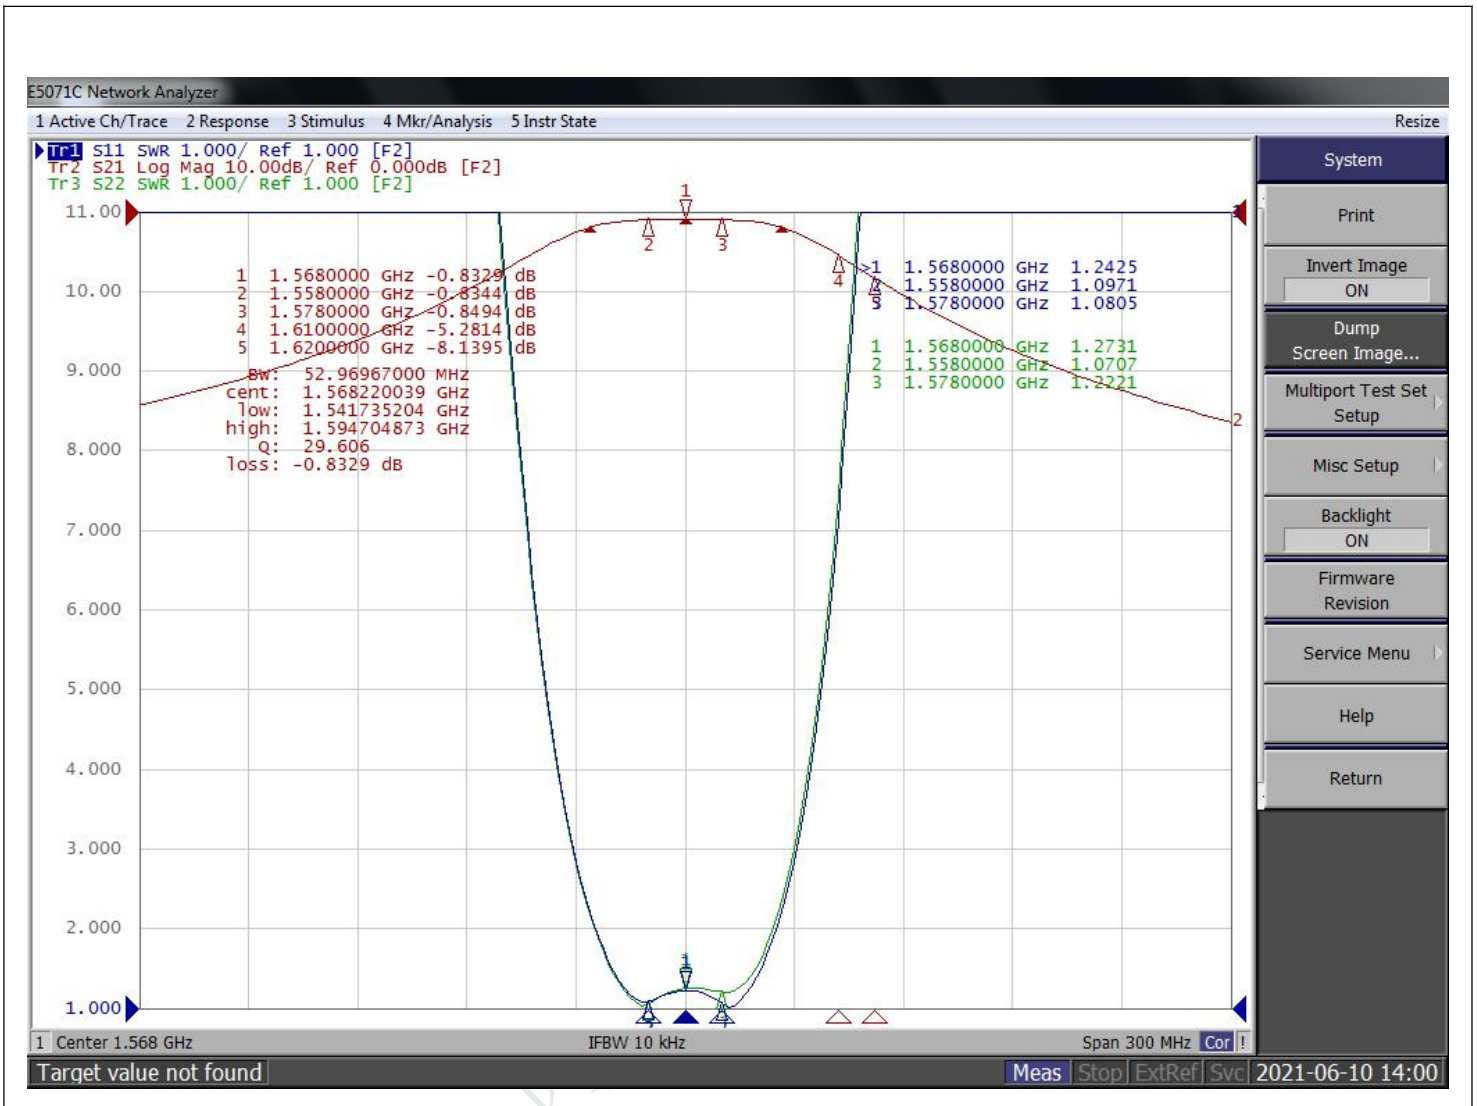 E5071C Network Analyzer
1 Active Ch/Trace 2 Response 3 Stimulus 4 Mkr/Analysis 5 Instr State
Resize
Tr1 S11 SWR 1.000/ Ref 1.000 [F2]
Tr2 S21 Log Mag 10.00dB/ Ref 0.000dB [F2]
Tr3 S22 SWR 1.000/ Ref 1.000 [F2]
11.00
10.00
9.000
8.000
7.000
6.000
5.000
4.000
3.000
2.000
1.000
1
2
3
4
2
1
1 1.5680000 GHz -0.8329 dB
2 1.5580000 GHz -0.8344 dB
3 1.5780000 GHz -0.8494 dB
4 1.6100000 GHz -5.2814 dB
5 1.6200000 GHz -8.1395 dB
BW: 52.96967000 MHz
cent: 1.568220039 GHz
low: 1.541735204 GHz
high: 1.594704873 GHz
Q: 29.606
loss: -0.8329 dB
>1 1.5680000 GHz 1.2425
2 1.5580000 GHz 1.0971
3 1.5780000 GHz 1.0805
1 1.5680000 GHz 1.2731
2 1.5580000 GHz 1.0707
3 1.5780000 GHz 1.2221
1 Center 1.568 GHz
IFBW 10 kHz
Span 300 MHz Cor !
System
Print
Invert Image
ON
Dump
Screen Image...
Multiport Test Set
Setup
Misc Setup
Backlight
ON
Firmware
Revision
Service Menu
Help
Return
Target value not found
Meas Stop ExtRef Svc 2021-06-10 14:00